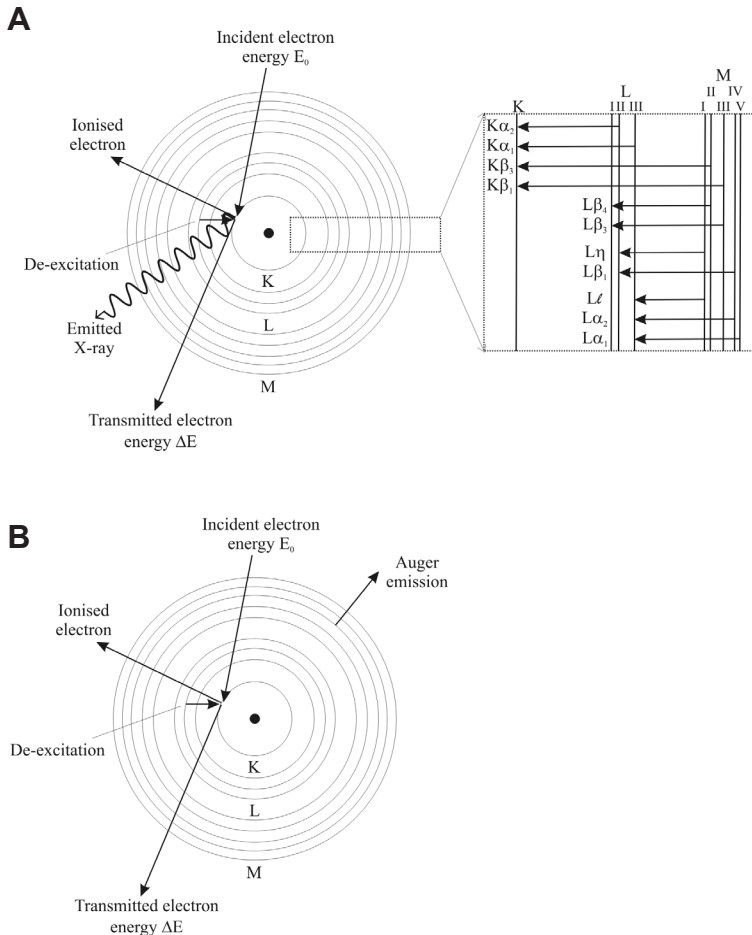 A
Incident electron
energy E₀
Ionised
electron
De-excitation
Emitted
X-ray
K
L
M
Transmitted electron
energy ΔE
M
L
II IV
K
I II III
I III V
Kα₂
Kα₁
Kβ₃
Kβ₁
Lβ₄
Lβ₃
Lη
Lβ₁
Lℓ
Lα₂
Lα₁
B
Incident electron
energy E₀
Auger
emission
Ionised
electron
De-excitation
K
L
M
Transmitted electron
energy ΔE